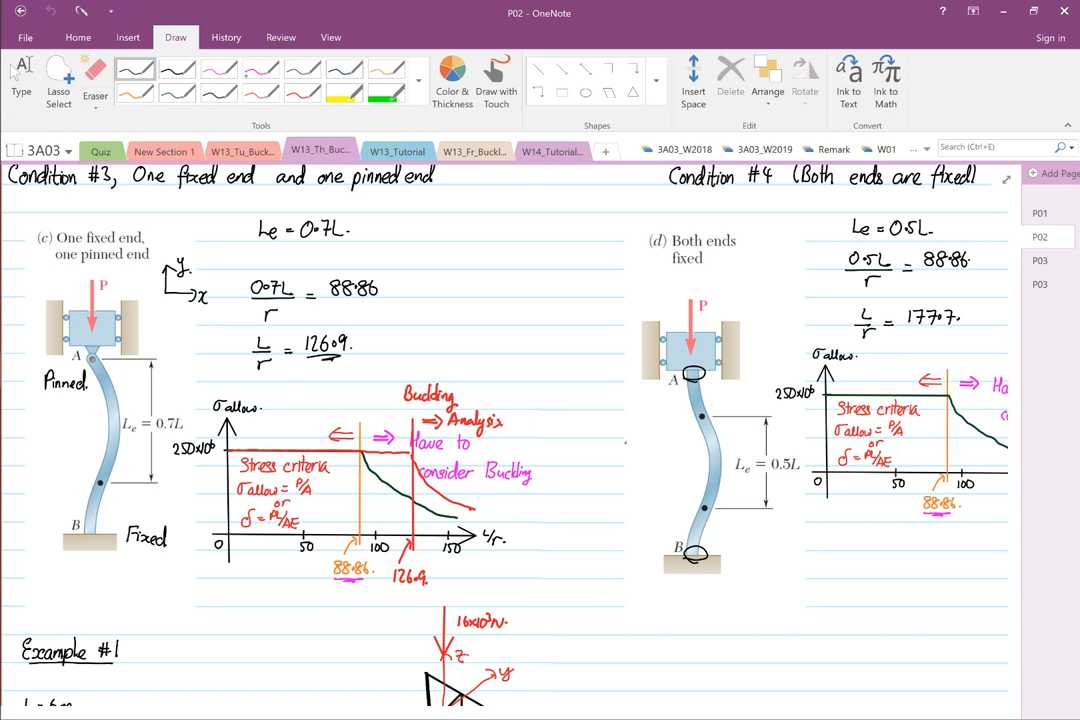 P02 - OneNote
? 
File Home Insert Draw History Review View Sign in
Type Lasso Select Eraser Color & Thickness Draw with Touch Insert Space Delete Arrange Rotate Ink to Text Ink to Math
Tools Shapes Edit Convert
3A03 Quiz New Section 1 W13_Tu_Buck... W13_Th_Buc... W13_Tutorial W13_Fr_Buckl... W14_Tutorial... + 3A03_W2018 3A03_W2019 Remark W01 ... Search (Ctrl+E)
Add Page
P01
P02
P03
P03
Condition #3, One fixed end and one pinned end
Le = 0.7L.
(c) One fixed end,
one pinned end
y.
x
P
0.7L/r = 88.86
L/r = 126.9.
A
Pinned.
Le = 0.7L
B
Fixed
σallow.
250x10⁶
Buckling
⇒ Analysis
⇐ ⇒ Have to
consider Buckling
Stress criteria
σallow = P/A
or
δ = PL/AE
0 50 100 150 L/r.
88.86. 126.9.
Condition #4 (Both ends are fixed)
Le = 0.5L.
(d) Both ends
fixed
0.5L/r = 88.86.
L/r = 177.7.
P
A
Le = 0.5L
B
σallow.
250x10⁶
⇐ ⇒ Ha
Stress criteria
σallow = P/A
or
δ = PL/AE
0 50 100
88.86.
Example #1
16x10³N.
z
y